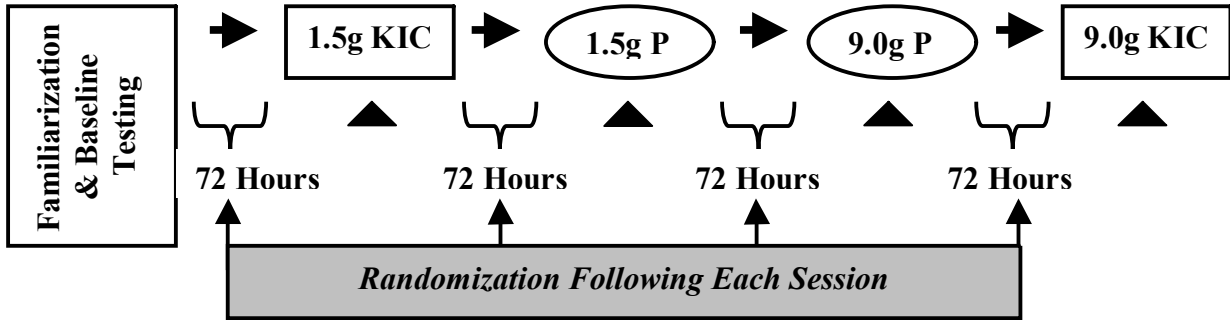 Familiarization
& Baseline
Testing
1.5g KIC
1.5g P
9.0g P
9.0g KIC
72 Hours
72 Hours
72 Hours
72 Hours
Randomization Following Each Session